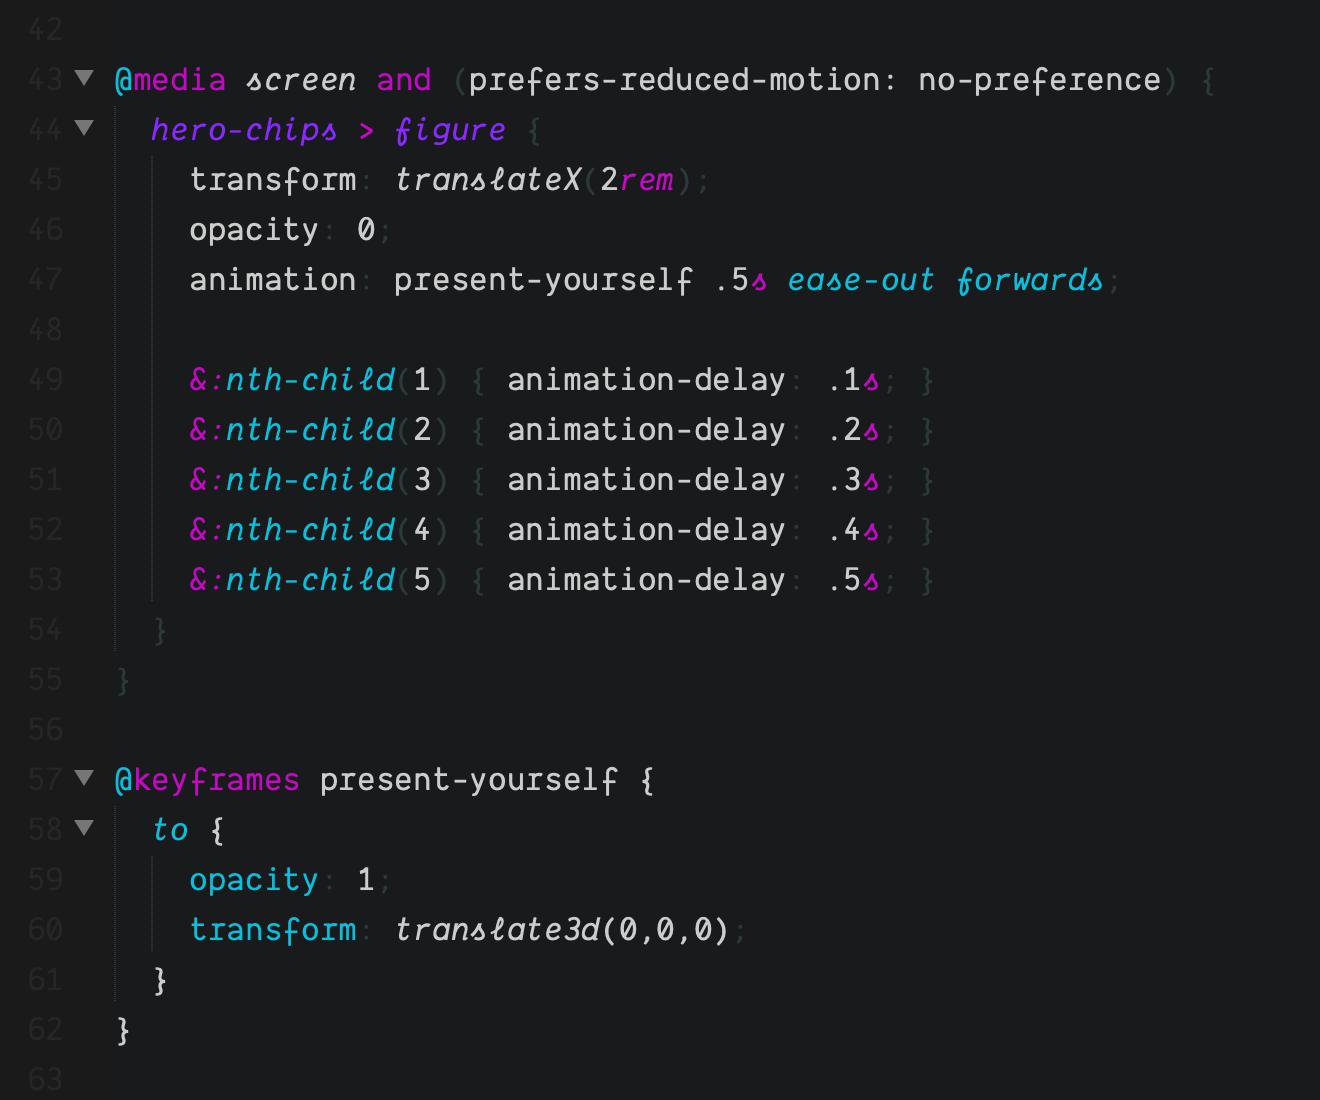 42
43 ▼ @media screen and (prefers-reduced-motion: no-preference) {
44 ▼   hero-chips > figure {
45     transform: translateX(2rem);
46     opacity: 0;
47     animation: present-yourself .5s ease-out forwards;
48
49     &:nth-child(1) { animation-delay: .1s; }
50     &:nth-child(2) { animation-delay: .2s; }
51     &:nth-child(3) { animation-delay: .3s; }
52     &:nth-child(4) { animation-delay: .4s; }
53     &:nth-child(5) { animation-delay: .5s; }
54   }
55 }
56
57 ▼ @keyframes present-yourself {
58 ▼   to {
59     opacity: 1;
60     transform: translate3d(0,0,0);
61   }
62 }
63